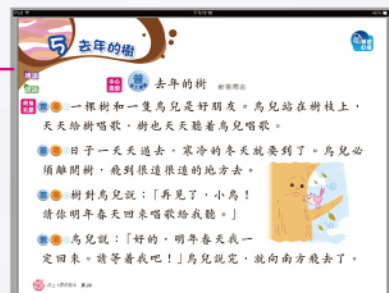 5 去年的樹
去年的樹
一棵樹和一隻鳥兒是好朋友。鳥兒站在樹枝上，
天天給樹唱歌，樹也天天聽着鳥兒唱歌。
日子一天天過去，寒冷的冬天就要到了。鳥兒必
須離開樹，飛到很遠很遠的地方去。
樹對鳥兒說：「再見了，小鳥！
請你明年春天回來唱歌給我聽。」
鳥兒說：「好的，明年春天我一
定回來。請等着我吧！」鳥兒說完，就向南方飛去了。